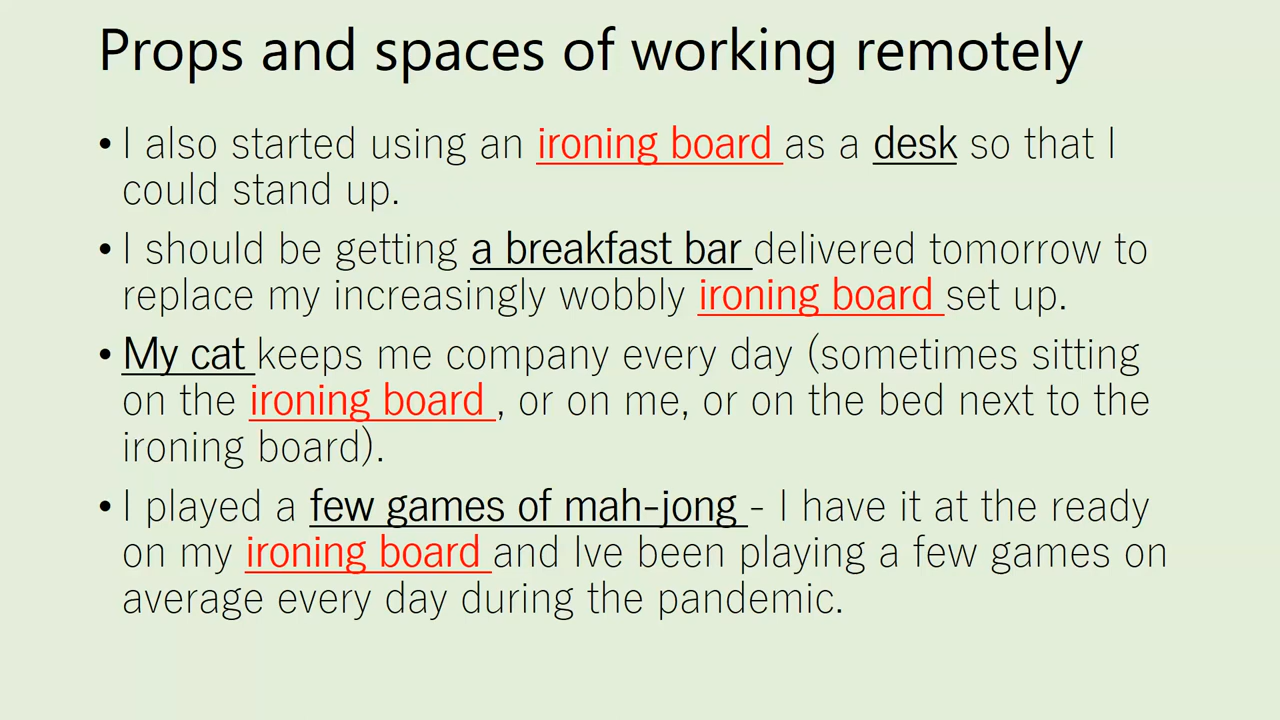 Props and spaces of working remotely
• I also started using an ironing board as a desk so that I
could stand up.
• I should be getting a breakfast bar delivered tomorrow to
replace my increasingly wobbly ironing board set up.
• My cat keeps me company every day (sometimes sitting
on the ironing board , or on me, or on the bed next to the
ironing board).
• I played a few games of mah-jong - I have it at the ready
on my ironing board and Ive been playing a few games on
average every day during the pandemic.